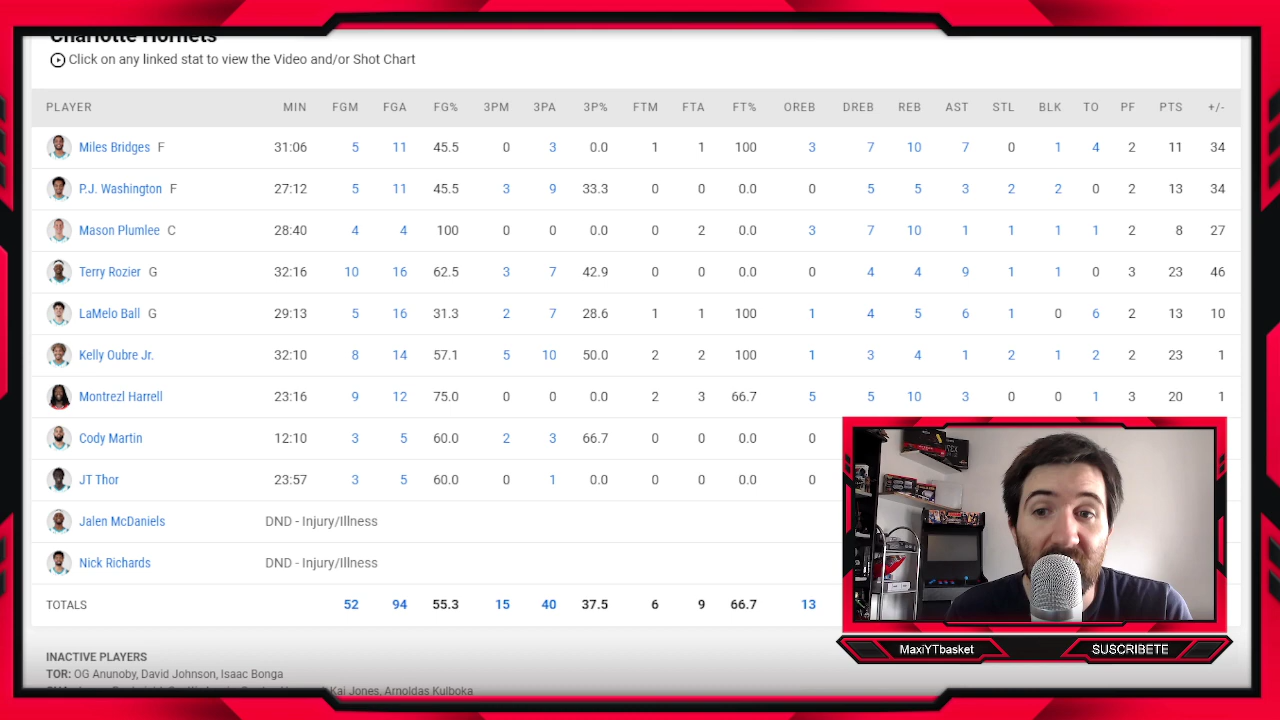 Charlotte Hornets
Click on any linked stat to view the Video and/or Shot Chart
PLAYER MIN FGM FGA FG% 3PM 3PA 3P% FTM FTA FT% OREB DREB REB AST STL BLK TO PF PTS +/-
Miles Bridges F 31:06 5 11 45.5 0 3 0.0 1 1 100 3 7 10 7 0 1 4 2 11 34
P.J. Washington F 27:12 5 11 45.5 3 9 33.3 0 0 0.0 0 5 5 3 2 2 0 2 13 34
Mason Plumlee C 28:40 4 4 100 0 0 0.0 0 2 0.0 3 7 10 1 1 1 1 2 8 27
Terry Rozier G 32:16 10 16 62.5 3 7 42.9 0 0 0.0 0 4 4 9 1 1 0 3 23 46
LaMelo Ball G 29:13 5 16 31.3 2 7 28.6 1 1 100 1 4 5 6 1 0 6 2 13 10
Kelly Oubre Jr. 32:10 8 14 57.1 5 10 50.0 2 2 100 1 3 4 1 2 1 2 2 23 1
Montrezl Harrell 23:16 9 12 75.0 0 0 0.0 2 3 66.7 5 5 10 3 0 0 1 3 20 1
Cody Martin 12:10 3 5 60.0 2 3 66.7 0 0 0.0 0
JT Thor 23:57 3 5 60.0 0 1 0.0 0 0 0.0 0
Jalen McDaniels DND - Injury/Illness
Nick Richards DND - Injury/Illness
TOTALS 52 94 55.3 15 40 37.5 6 9 66.7 13
MaxiYTbasket SUSCRIBETE
INACTIVE PLAYERS
TOR: OG Anunoby, David Johnson, Isaac Bonga
Kai Jones, Arnoldas Kulboka